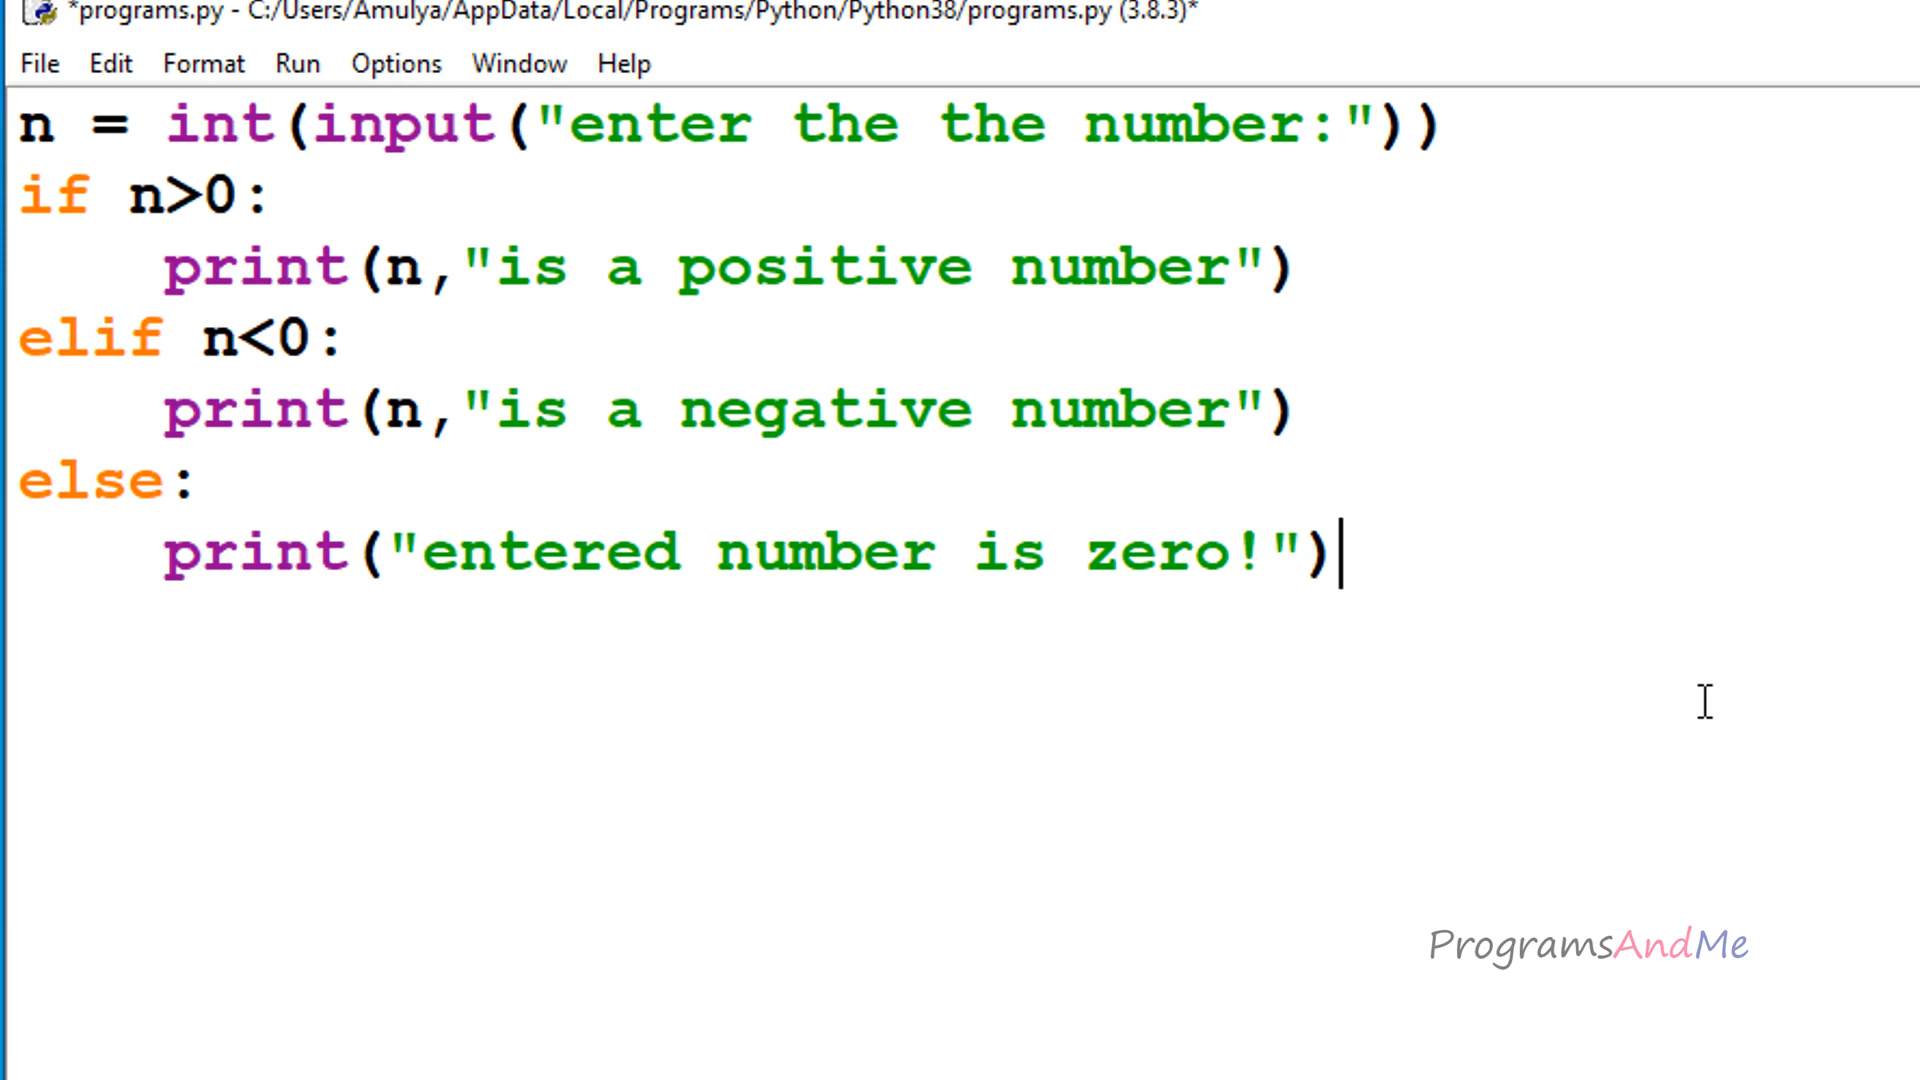 *programs.py - C:/Users/Amulya/AppData/Local/Programs/Python/Python38/programs.py (3.8.3)*
File Edit Format Run Options Window Help
n = int(input("enter the the number:"))
if n>0:
    print(n,"is a positive number")
elif n<0:
    print(n,"is a negative number")
else:
    print("entered number is zero!")
ProgramsAndMe